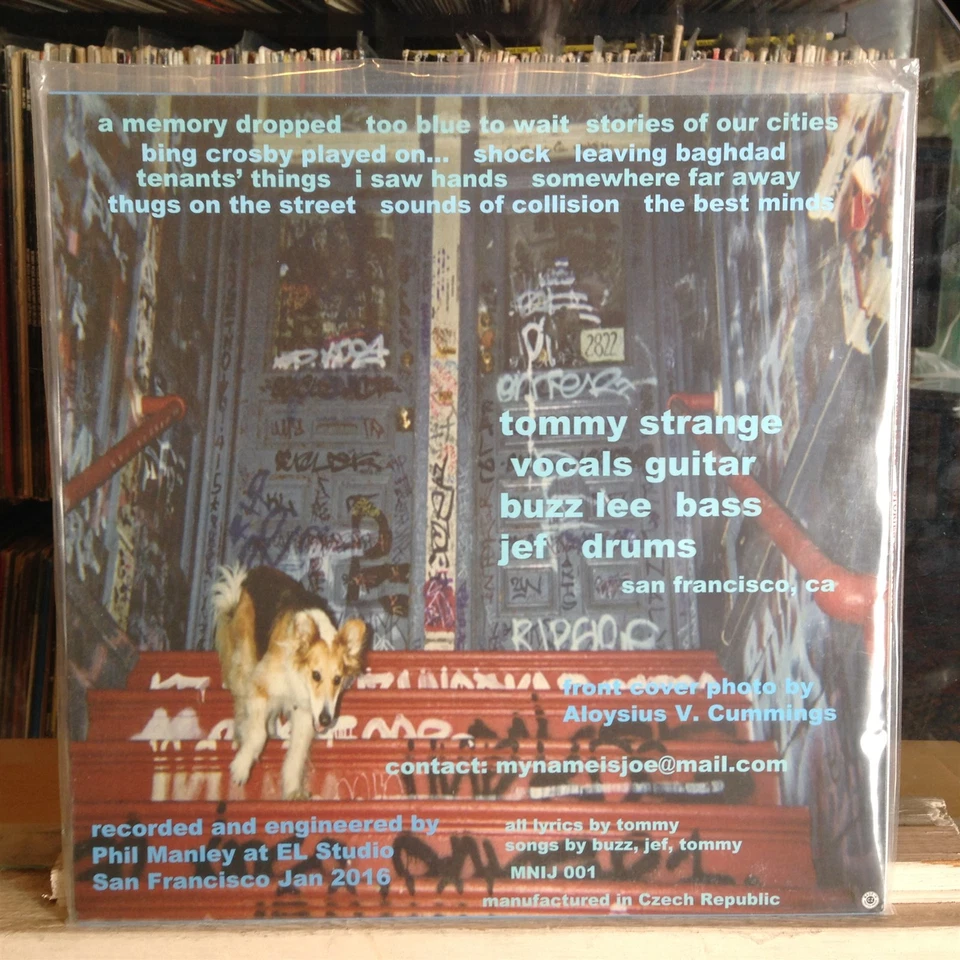 a memory dropped too blue to wait stories of our cities
bing crosby played on... shock leaving baghdad
tenants' things i saw hands somewhere far away
thugs on the street sounds of collision the best minds
2822
tommy strange
vocals guitar
buzz lee bass
jef drums
san francisco, ca
front cover photo by
Aloysius V. Cummings
contact: mynameisjoe@mail.com
recorded and engineered by
Phil Manley at EL Studio
San Francisco Jan 2016
all lyrics by tommy
songs by buzz, jef, tommy
MNIJ 001
manufactured in Czech Republic